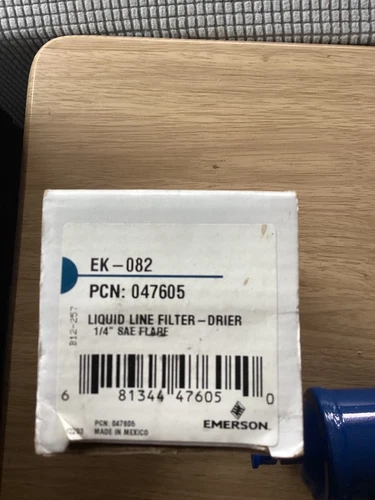 EK-082
PCN: 047605
812-257
LIQUID LINE FILTER-DRIER
1/4" SAE FLARE
6 81344 47605 0
PCN: 047605
MADE IN MEXICO
EMERSON